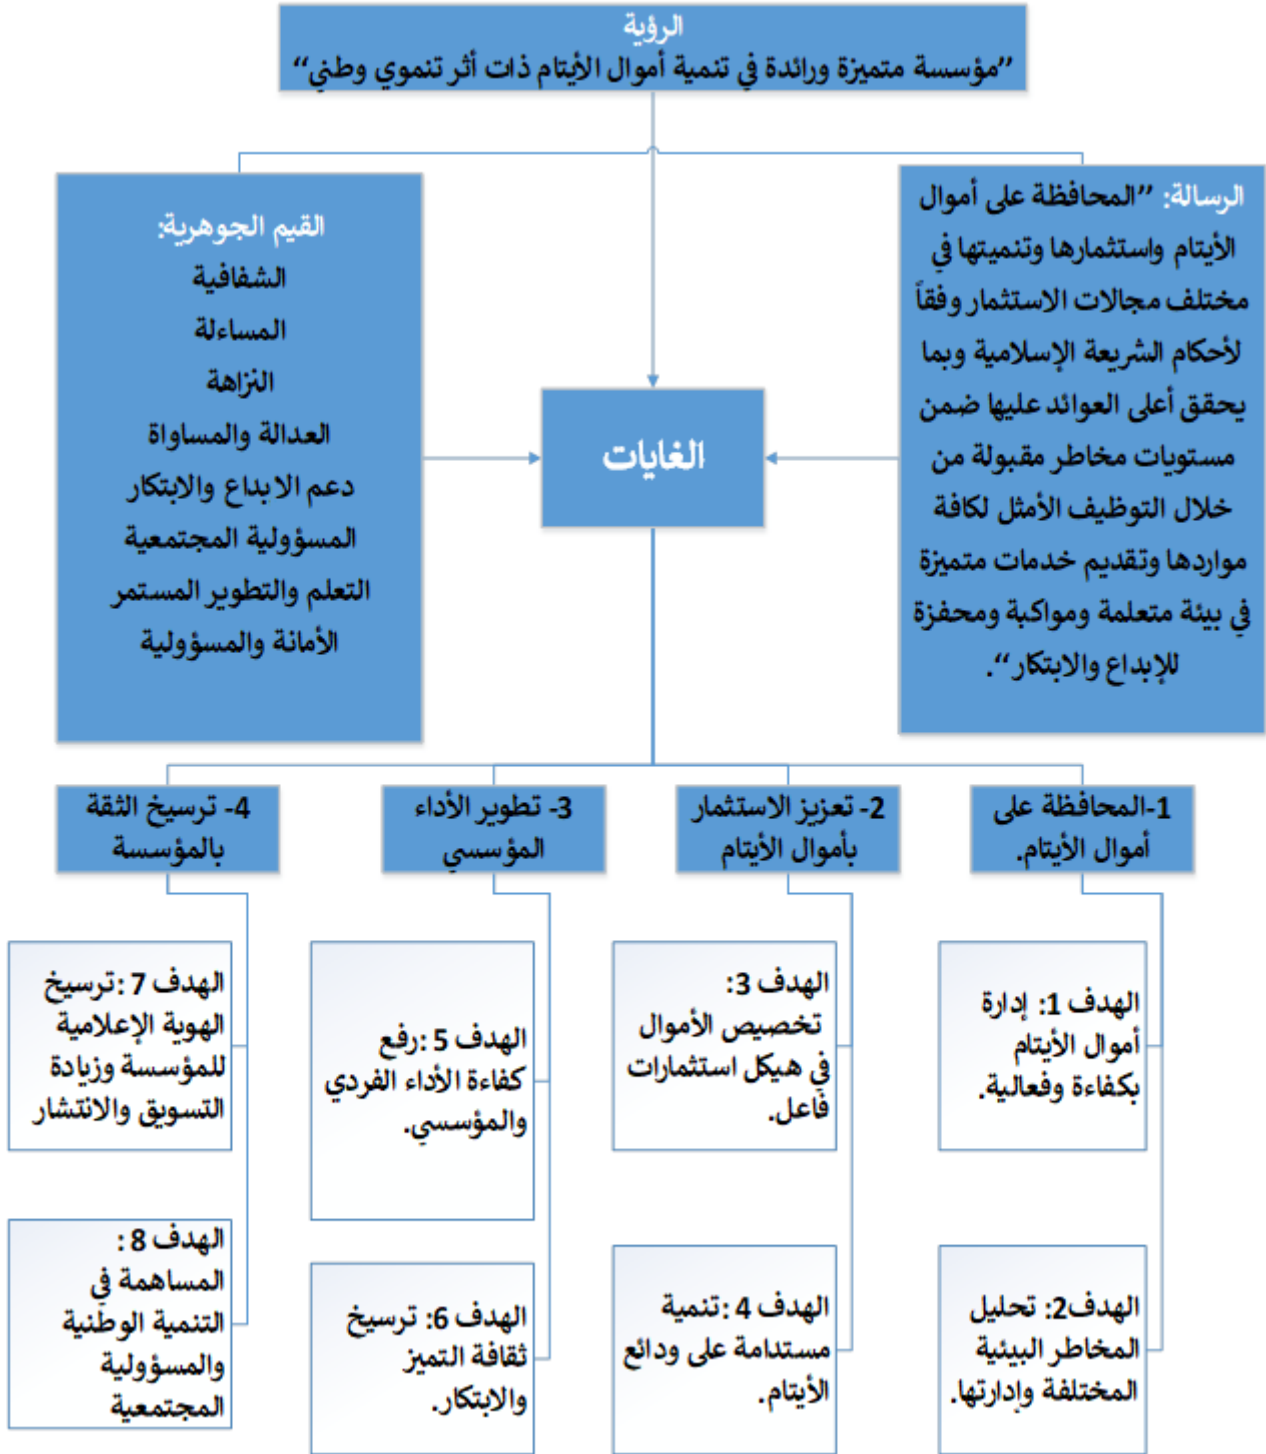 الرؤية
”مؤسسة متميزة ورائدة في تنمية أموال الأيتام ذات أثر تنموي وطني“
الرسالة: ”المحافظة على أموال
الأيتام واستثمارها وتنميتها في
مختلف مجالات الاستثمار وفقاً
لأحكام الشريعة الإسلامية وبما
يحقق أعلى العوائد عليها ضمن
مستويات مخاطر مقبولة من
خلال التوظيف الأمثل لكافة
مواردها وتقديم خدمات متميزة
في بيئة متعلمة ومواكبة ومحفزة
للإبداع والابتكار“.
القيم الجوهرية:
الشفافية
المساءلة
النزاهة
العدالة والمساواة
دعم الابداع والابتكار
المسؤولية المجتمعية
التعلم والتطوير المستمر
الأمانة والمسؤولية
الغايات
1-المحافظة على
أموال الأيتام.
2- تعزيز الاستثمار
بأموال الأيتام
3- تطوير الأداء
المؤسسي
4- ترسيخ الثقة
بالمؤسسة
الهدف 1: إدارة
أموال الأيتام
بكفاءة وفعالية.
الهدف2: تحليل
المخاطر البيئية
المختلفة وإدارتها.
الهدف 3:
تخصيص الأموال
في هيكل استثمارات
فاعل.
الهدف 4 :تنمية
مستدامة على ودائع
الأيتام.
الهدف 5 :رفع
كفاءة الأداء الفردي
والمؤسسي.
الهدف 6: ترسيخ
ثقافة التميز
والابتكار.
الهدف 7 :ترسيخ
الهوية الإعلامية
للمؤسسة وزيادة
التسويق والانتشار
الهدف 8 :
المساهمة في
التنمية الوطنية
والمسؤولية
المجتمعية